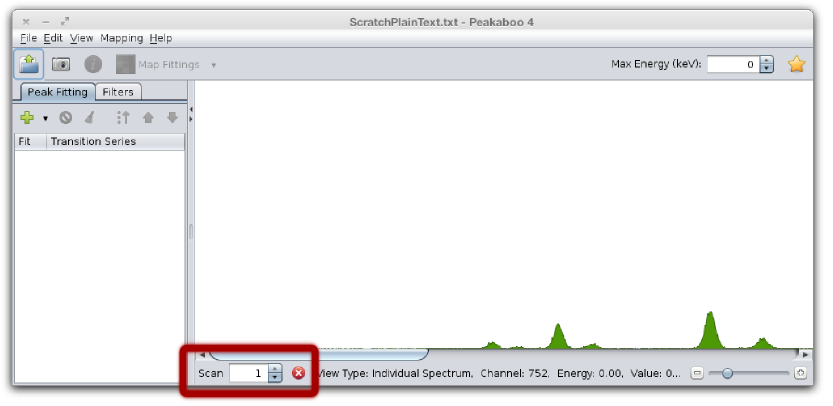 ScratchPlainText.txt - Peakaboo 4
File Edit View Mapping Help
Map Fittings Max Energy (keV): 0
Peak Fitting Filters
Fit Transition Series
Scan 1 View Type: Individual Spectrum, Channel: 752, Energy: 0.00, Value: 0...